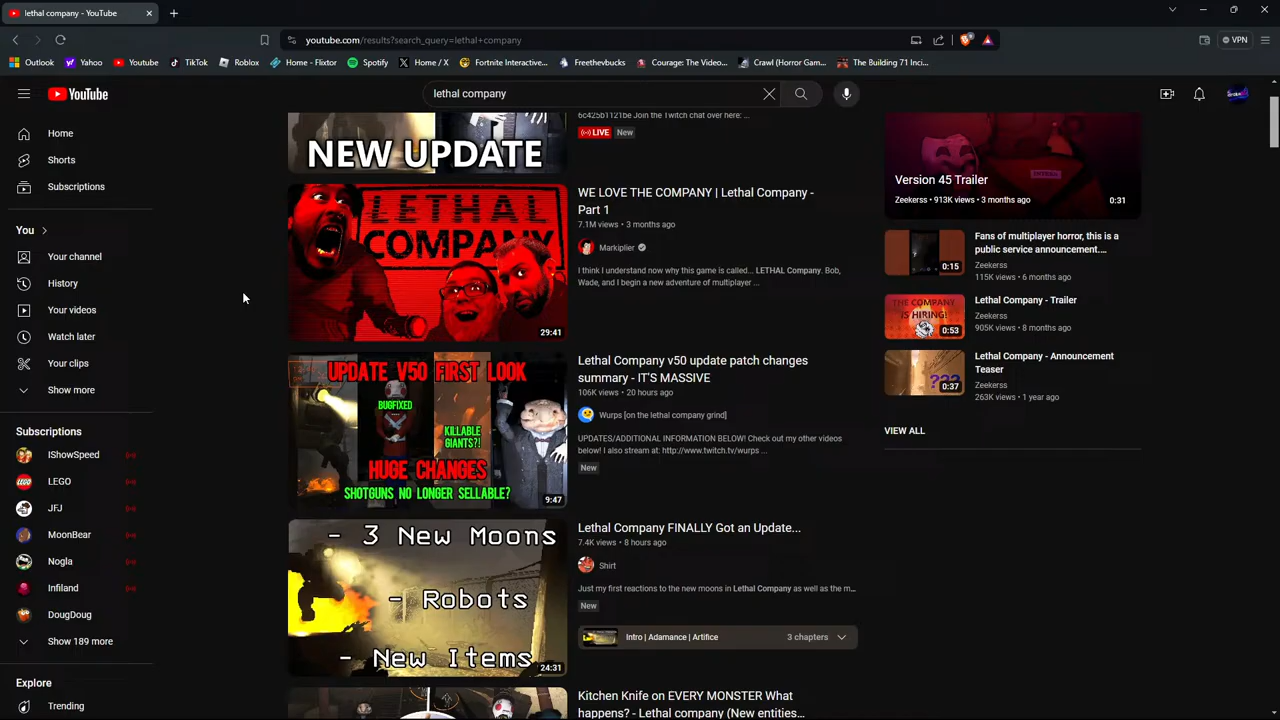 lethal company - YouTube
youtube.com/results?search_query=lethal+company
VPN
Outlook
Yahoo
Youtube
TikTok
Roblox
Home - Flixtor
Spotify
Home / X
Fortnite Interactive...
Freethevbucks
Courage: The Video...
Crawl (Horror Gam...
The Building 71 Inci...
YouTube
lethal company
Home
Shorts
Subscriptions
You
Your channel
History
Your videos
Watch later
Your clips
Show more
Subscriptions
IShowSpeed
LEGO
JFJ
MoonBear
Nogla
Infiland
DougDoug
Show 189 more
Explore
Trending
NEW UPDATE
6c425b1121be Join the Twitch chat over here: ...
LIVE
New
LETHAL
COMPANY
29:41
WE LOVE THE COMPANY | Lethal Company -
Part 1
7.1M views • 3 months ago
Markiplier
I think I understand now why this game is called... LETHAL Company. Bob,
Wade, and I begin a new adventure of multiplayer ...
UPDATE V50 FIRST LOOK
BUGFIXED
KILLABLE
GIANTS?!
HUGE CHANGES
SHOTGUNS NO LONGER SELLABLE?
9:47
Lethal Company v50 update patch changes
summary - IT'S MASSIVE
106K views • 20 hours ago
Wurps [on the lethal company grind]
UPDATES/ADDITIONAL INFORMATION BELOW! Check out my other videos
below! I also stream at: http://www.twitch.tv/wurps ...
New
- 3 New Moons
- Robots
- New Items
24:31
Lethal Company FINALLY Got an Update...
7.4K views • 8 hours ago
Shirt
Just my first reactions to the new moons in Lethal Company as well as the m...
New
Intro | Adamance | Artifice
3 chapters
Kitchen Knife on EVERY MONSTER What
happens? - Lethal company (New entities...
Version 45 Trailer
Zeekerss • 913K views • 3 months ago
0:31
Fans of multiplayer horror, this is a
public service announcement....
Zeekerss
115K views • 6 months ago
0:15
THE COMPANY
IS HIRING!
0:53
Lethal Company - Trailer
Zeekerss
905K views • 8 months ago
???
0:37
Lethal Company - Announcement
Teaser
Zeekerss
263K views • 1 year ago
VIEW ALL